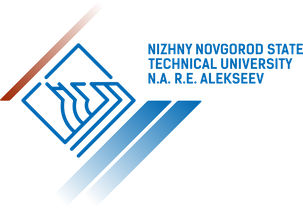 NIZHNY NOVGOROD STATE
TECHNICAL UNIVERSITY
N.A. R.E. ALEKSEEV